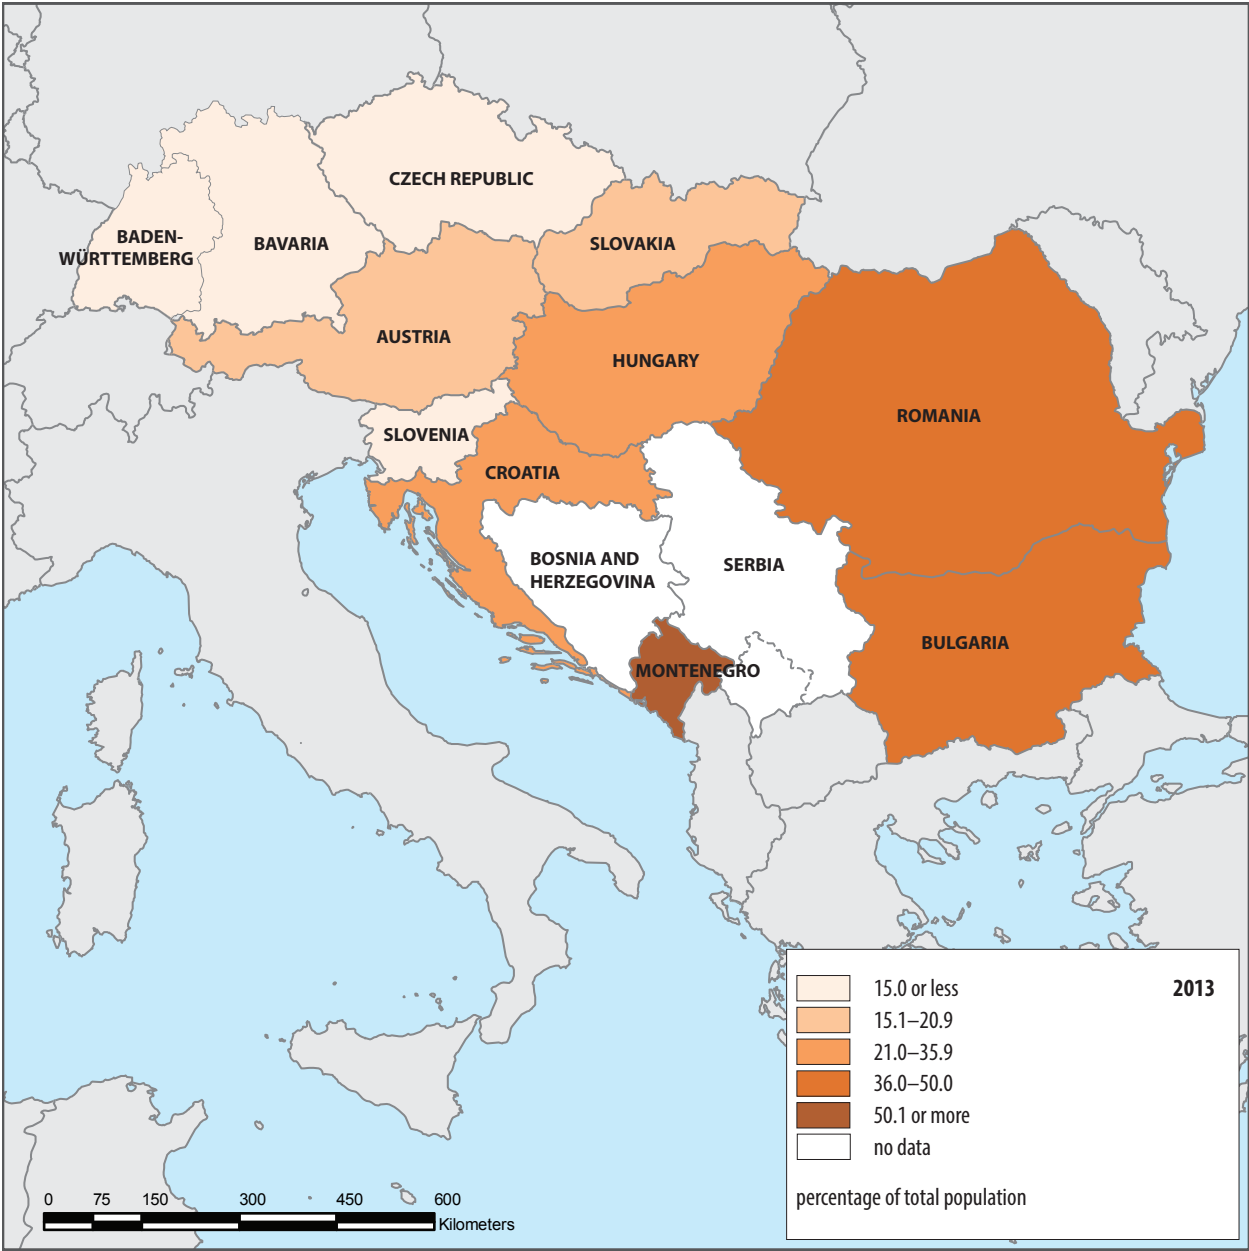 CZECH REPUBLIC
BADEN-
WÜRTTEMBERG
BAVARIA
SLOVAKIA
AUSTRIA
HUNGARY
ROMANIA
SLOVENIA
CROATIA
BOSNIA AND
HERZEGOVINA
SERBIA
BULGARIA
MONTENEGRO
15.0 or less
2013
15.1–20.9
21.0–35.9
36.0–50.0
50.1 or more
no data
percentage of total population
0 75 150 300 450 600
Kilometers